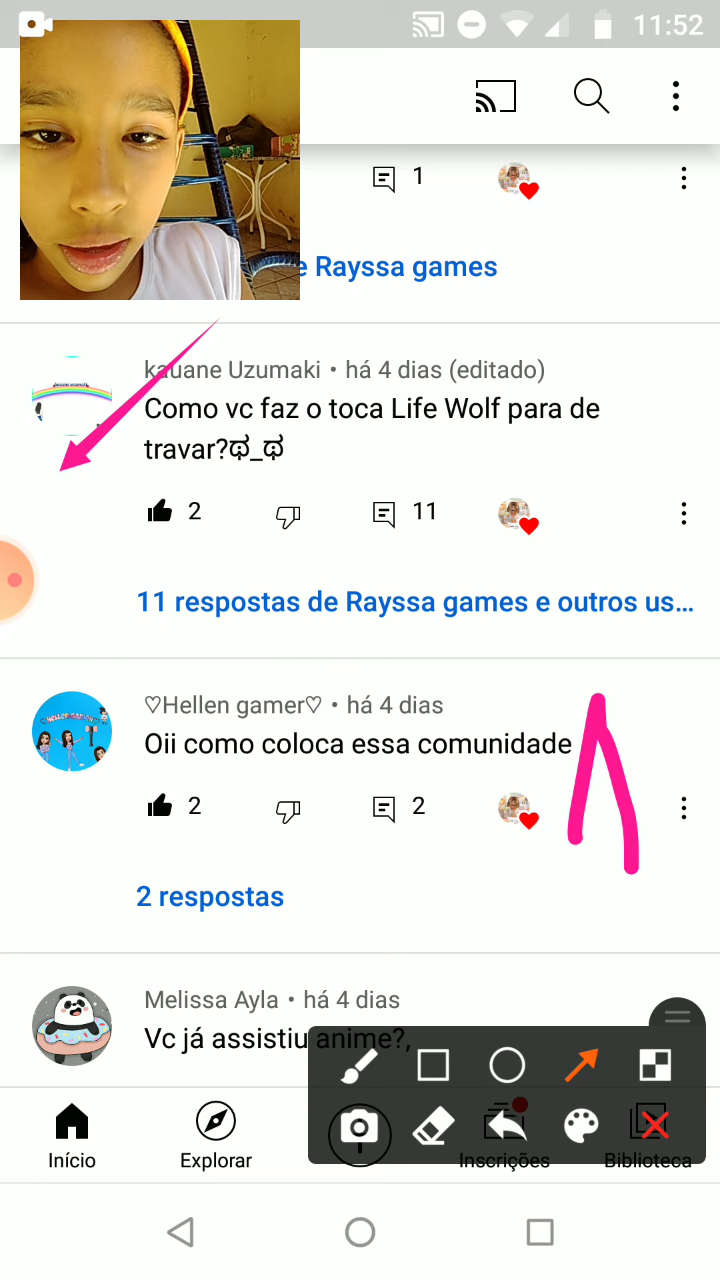 11:52
1
e Rayssa games
kauane Uzumaki • há 4 dias (editado)
Como vc faz o toca Life Wolf para de
travar?ಥ_ಥ
2
11
11 respostas de Rayssa games e outros us...
♡Hellen gamer♡ • há 4 dias
Oii como coloca essa comunidade
2
2
2 respostas
Melissa Ayla • há 4 dias
Vc já assistiu anime?,
Início
Explorar
Inscrições
Biblioteca